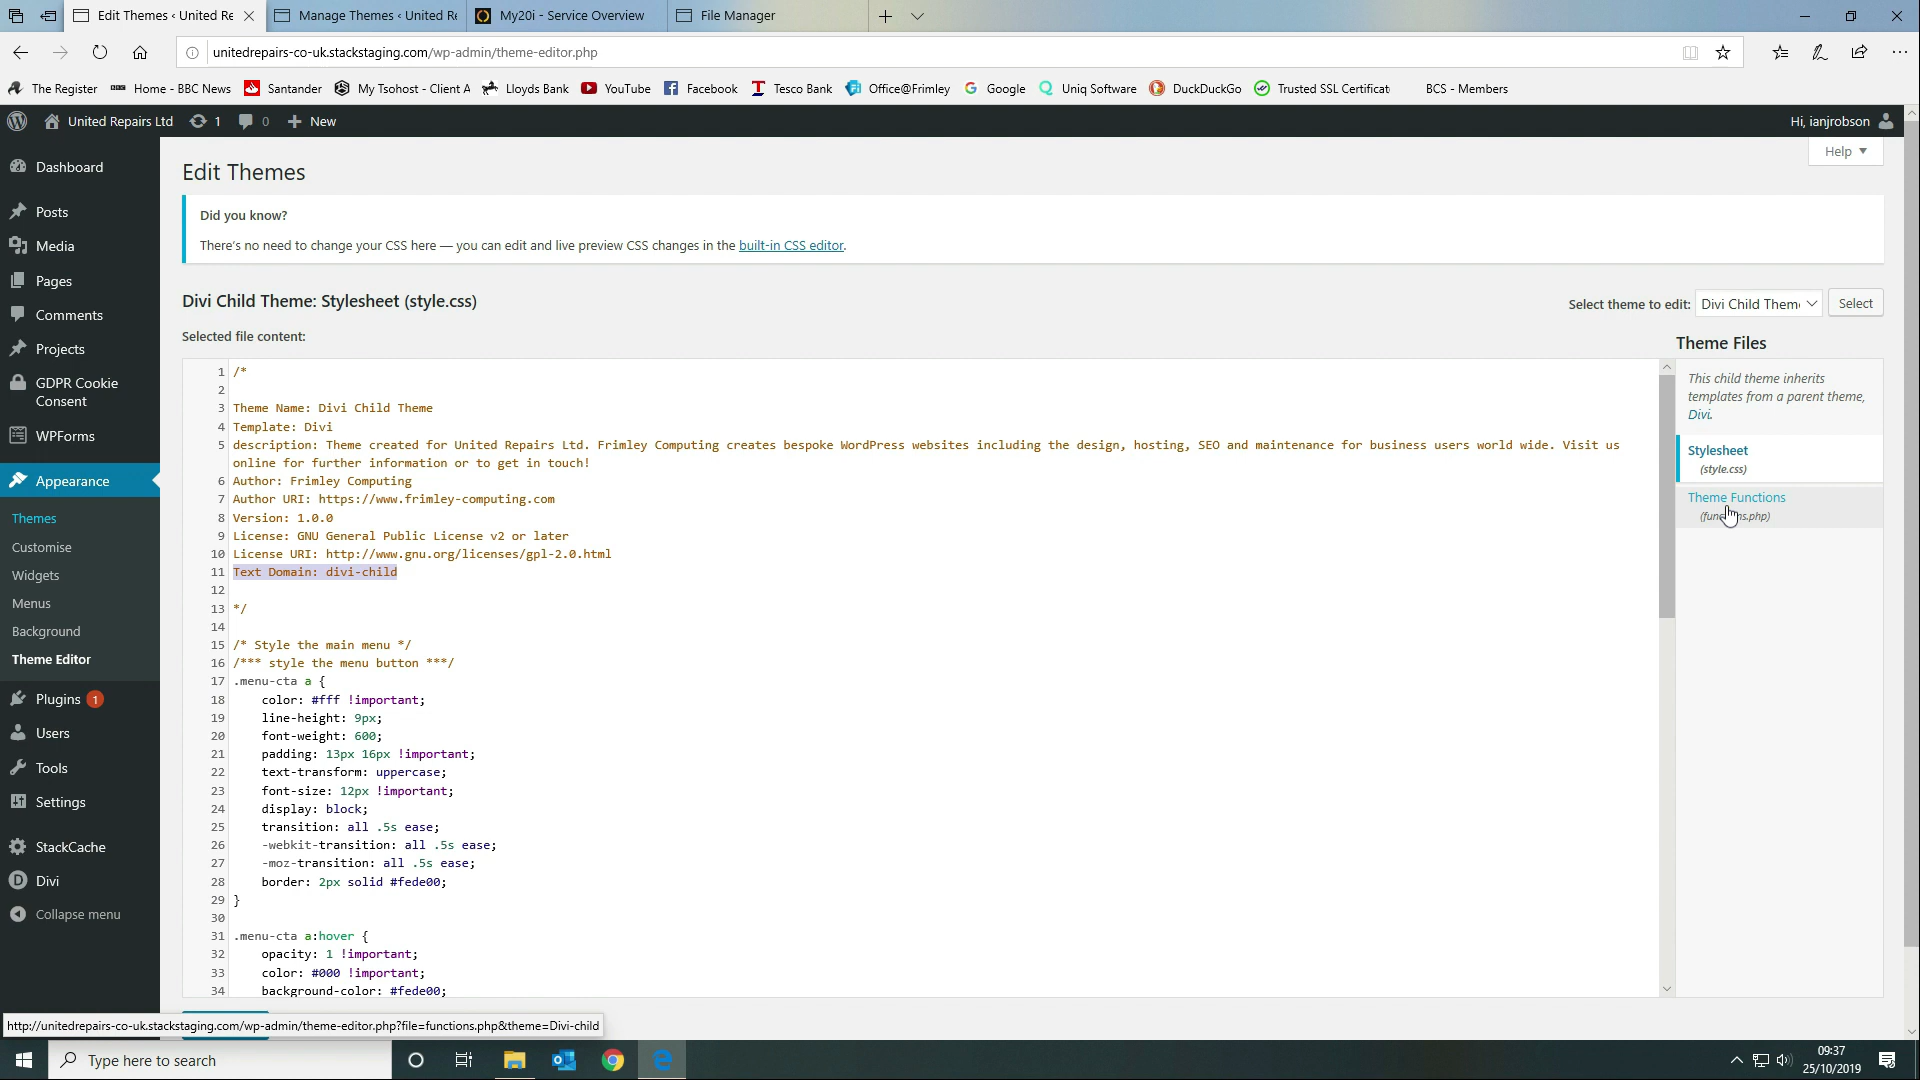 Edit Themes ‹ United Re
Manage Themes ‹ United R
My20i - Service Overview
File Manager
unitedrepairs-co-uk.stackstaging.com/wp-admin/theme-editor.php
The Register
Home - BBC News
Santander
My Tsohost - Client A
Lloyds Bank
YouTube
Facebook
Tesco Bank
Office@Frimley
Google
Uniq Software
DuckDuckGo
Trusted SSL Certificat
BCS - Members
United Repairs Ltd
1
0
New
Hi, ianjrobson
Help
Dashboard
Posts
Media
Pages
Comments
Projects
GDPR Cookie
Consent
WPForms
Appearance
Themes
Customise
Widgets
Menus
Background
Theme Editor
Plugins 1
Users
Tools
Settings
StackCache
Divi
Collapse menu
Edit Themes
Did you know?
There's no need to change your CSS here — you can edit and live preview CSS changes in the built-in CSS editor.
Divi Child Theme: Stylesheet (style.css)
Select theme to edit:
Divi Child Them
Select
Selected file content:
1 /*
2
3 Theme Name: Divi Child Theme
4 Template: Divi
5 description: Theme created for United Repairs Ltd. Frimley Computing creates bespoke WordPress websites including the design, hosting, SEO and maintenance for business users world wide. Visit us
online for further information or to get in touch!
6 Author: Frimley Computing
7 Author URI: https://www.frimley-computing.com
8 Version: 1.0.0
9 License: GNU General Public License v2 or later
10 License URI: http://www.gnu.org/licenses/gpl-2.0.html
11 Text Domain: divi-child
12
13 */
14
15 /* Style the main menu */
16 /*** style the menu button ***/
17 .menu-cta a {
18 color: #fff !important;
19 line-height: 9px;
20 font-weight: 600;
21 padding: 13px 16px !important;
22 text-transform: uppercase;
23 font-size: 12px !important;
24 display: block;
25 transition: all .5s ease;
26 -webkit-transition: all .5s ease;
27 -moz-transition: all .5s ease;
28 border: 2px solid #fede00;
29 }
30
31 .menu-cta a:hover {
32 opacity: 1 !important;
33 color: #000 !important;
34 background-color: #fede00;
Theme Files
This child theme inherits
templates from a parent theme,
Divi.
Stylesheet
(style.css)
Theme Functions
http://unitedrepairs-co-uk.stackstaging.com/wp-admin/theme-editor.php?file=functions.php&theme=Divi-child
Type here to search
09:37
25/10/2019